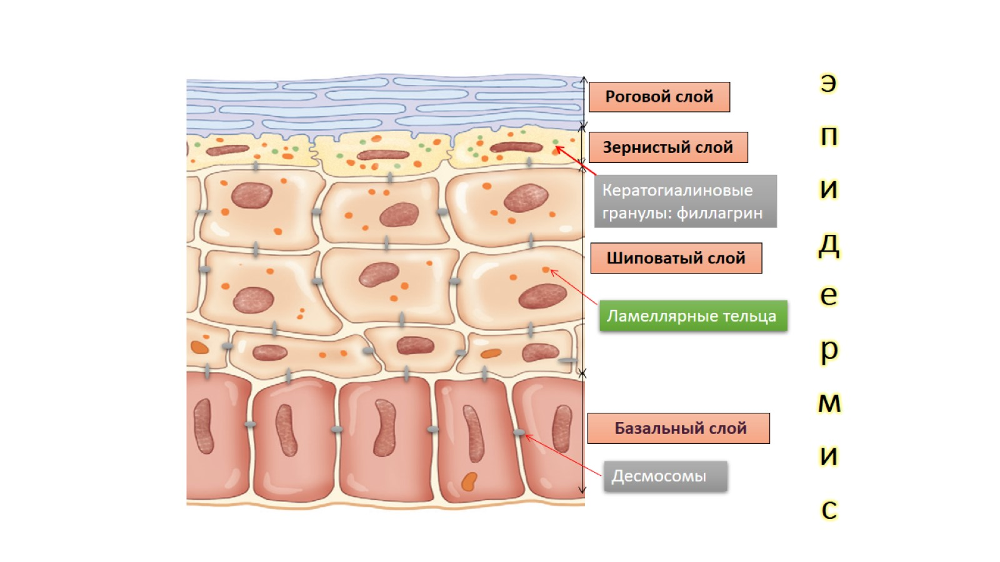 Роговой слой
Зернистый слой
Кератогиалиновые
гранулы: филлагрин
Шиповатый слой
Ламеллярные тельца
Базальный слой
Десмосомы
э
п
и
д
е
р
м
и
с